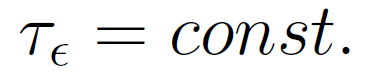 τ_ϵ = const.